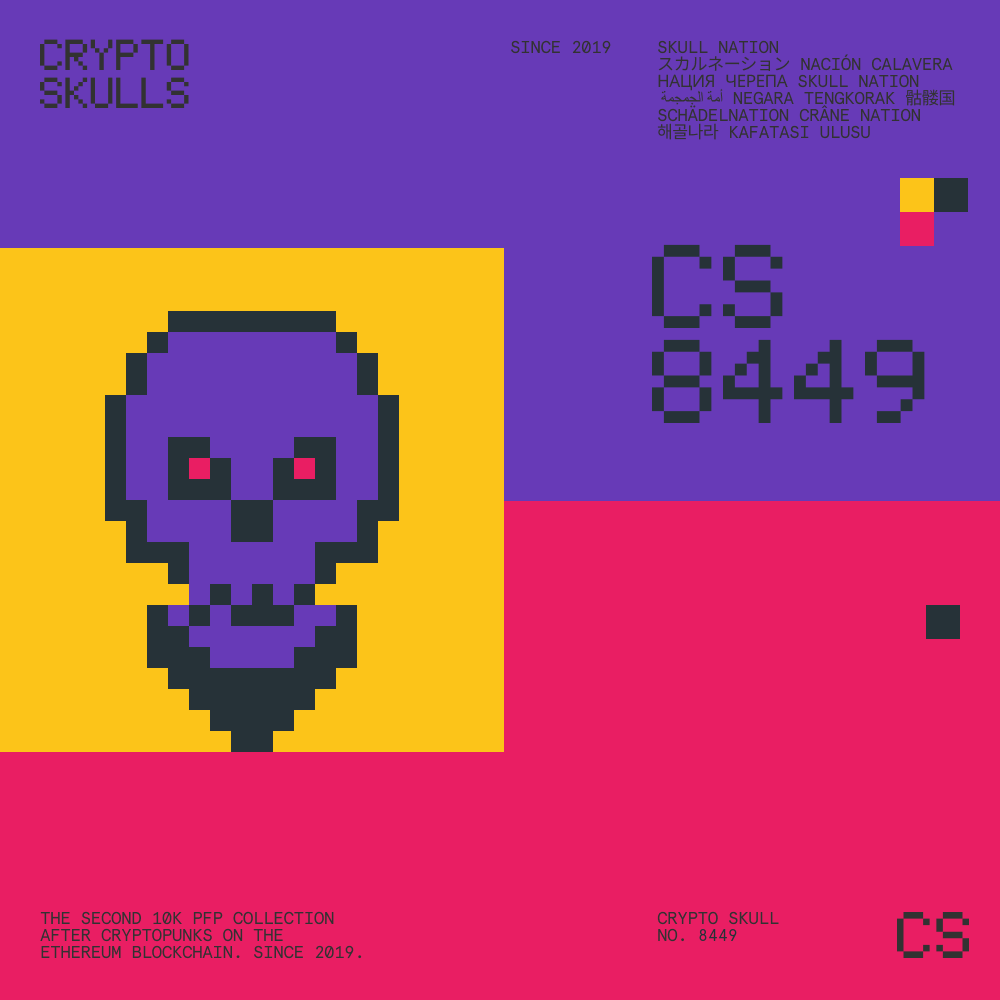 CRYPTO
SKULLS
SINCE 2019
SKULL NATION
スカルネーション NACIÓN CALAVERA
НАЦИЯ ЧЕРЕПА SKULL NATION
أمة الجمجمة NEGARA TENGKORAK 骷髅国
SCHÄDELNATION CRÂNE NATION
해골나라 KAFATASI ULUSU
CS
8449
THE SECOND 10K PFP COLLECTION
AFTER CRYPTOPUNKS ON THE
ETHEREUM BLOCKCHAIN. SINCE 2019.
CRYPTO SKULL
NO. 8449
CS